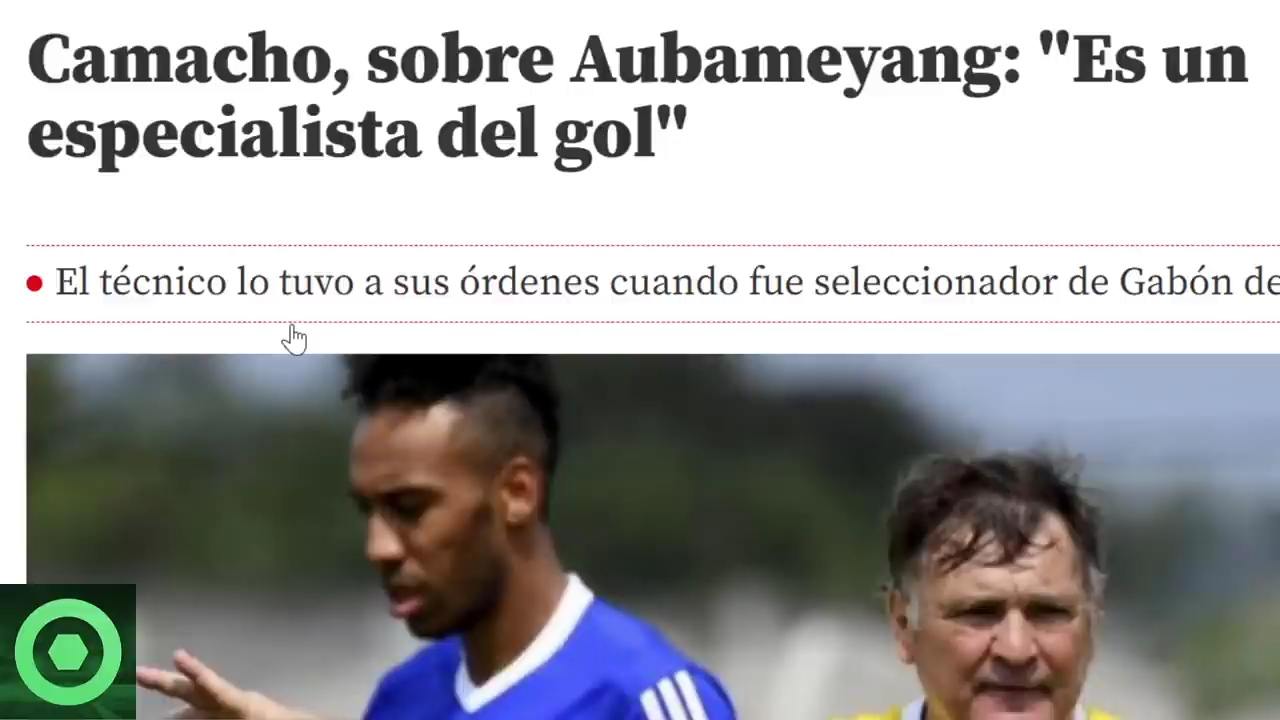 Camacho, sobre Aubameyang: "Es un
especialista del gol"
El técnico lo tuvo a sus órdenes cuando fue seleccionador de Gabón de